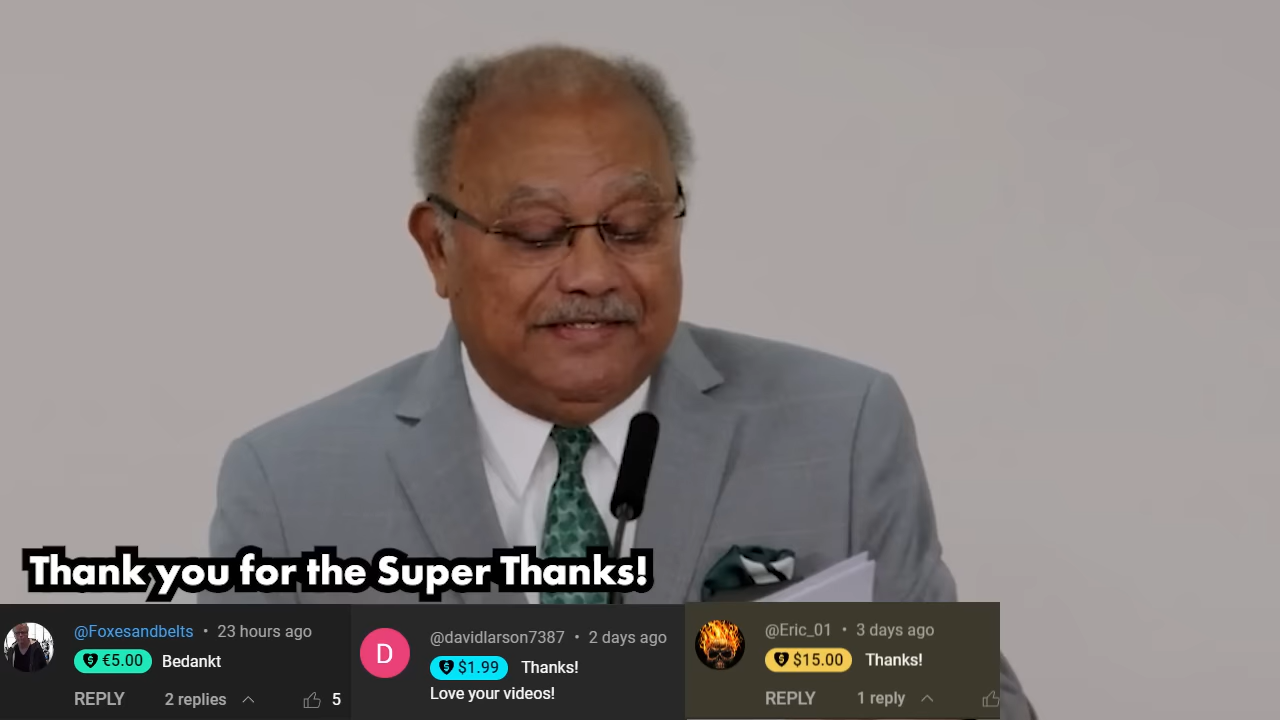 Thank you for the Super Thanks!
@Foxesandbelts • 23 hours ago
€5.00 Bedankt
REPLY 2 replies 5
D
@davidlarson7387 • 2 days ago
$1.99 Thanks!
Love your videos!
@Eric_01 • 3 days ago
$15.00 Thanks!
REPLY 1 reply